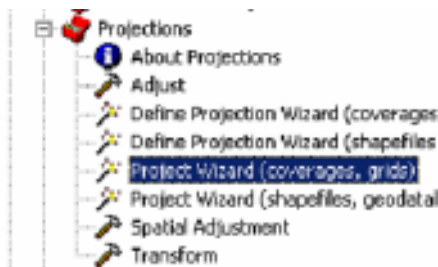 Projections
About Projections
Adjust
Define Projection Wizard (coverages
Define Projection Wizard (shapefiles
Project Wizard (coverages, grids)
Project Wizard (shapefiles, geodatal
Spatial Adjustment
Transform